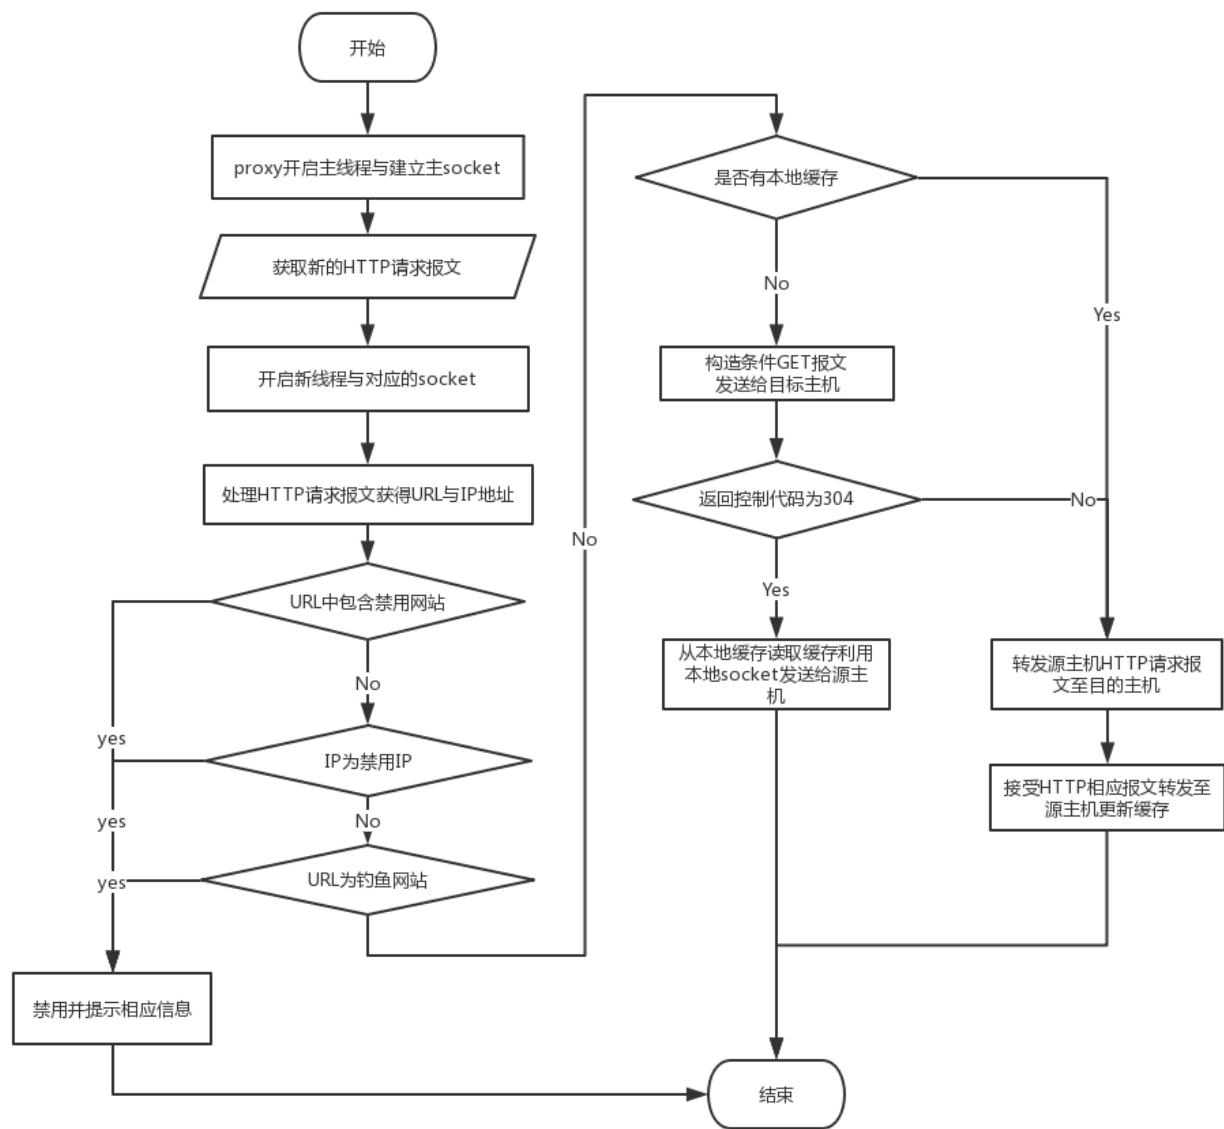 开始
proxy开启主线程与建立主socket
获取新的HTTP请求报文
开启新线程与对应的socket
处理HTTP请求报文获得URL与IP地址
URL中包含禁用网站
No
yes
IP为禁用IP
No
yes
URL为钓鱼网站
yes
禁用并提示相应信息
No
是否有本地缓存
No
Yes
构造条件GET报文
发送给目标主机
返回控制代码为304
No
Yes
从本地缓存读取缓存利用
本地socket发送给源主
机
转发源主机HTTP请求报
文至目的主机
接受HTTP相应报文转发至
源主机更新缓存
结束